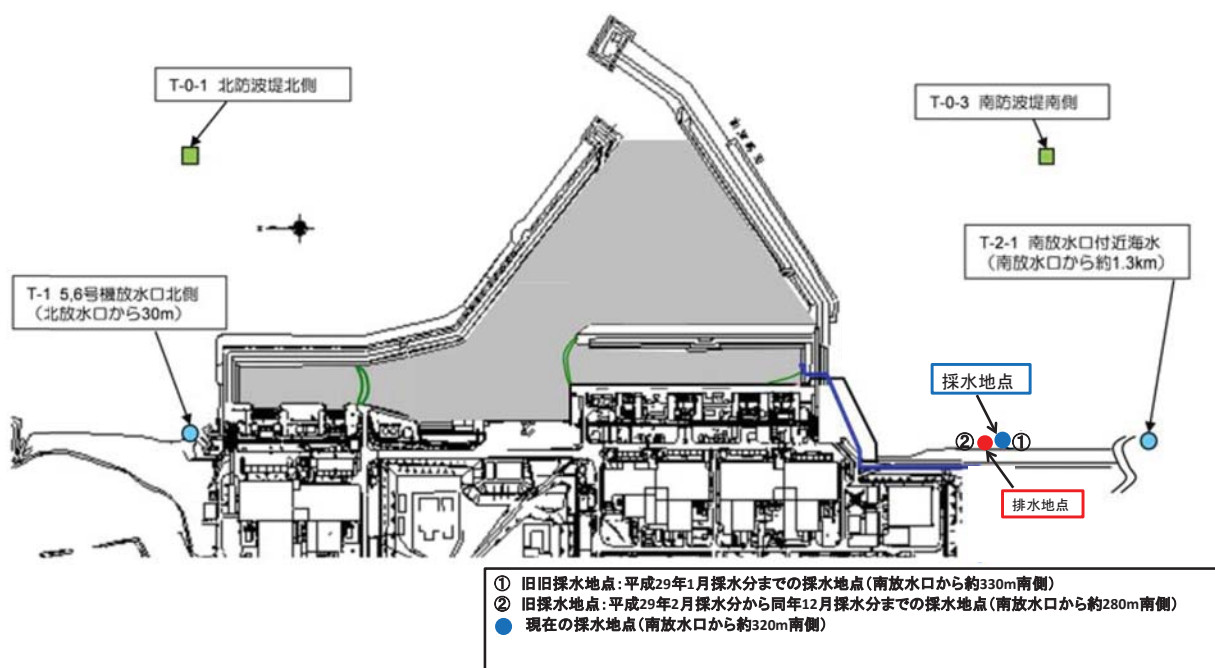 T-0-1 北防波堤北側
T-0-3 南防波堤南側
T-2-1 南放水口付近海水
（南放水口から約1.3km）
T-1 5,6号機放水口北側
（北放水口から30m）
採水地点
② ①
排水地点
① 旧旧採水地点：平成29年1月採水分までの採水地点（南放水口から約330m南側）
② 旧採水地点：平成29年2月採水分から同年12月採水分までの採水地点（南放水口から約280m南側）
現在の採水地点（南放水口から約320m南側）